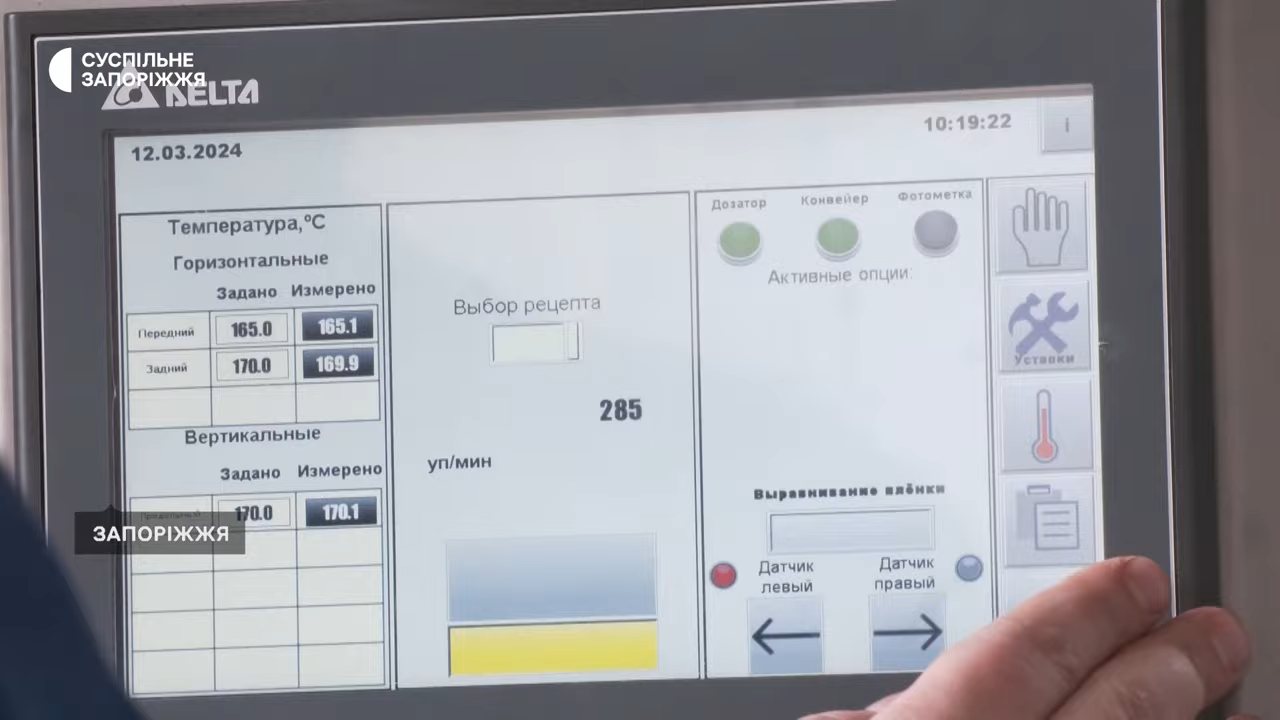 СУСПІЛЬНЕ
ЗАПОРІЖЖЯ
DELTA
12.03.2024
10:19:22
i
Температура,°C
Горизонтальные
Задано Измерено
Передний 165.0 165.1
Задний 170.0 169.9
Вертикальные
Задано Измерено
170.0 170.1
ЗАПОРІЖЖЯ
Выбор рецепта
285
уп/мин
Дозатор Конвейер Фотометка
Активные опции:
Выравнивание плёнки
Датчик левый
Датчик правый
Уставки